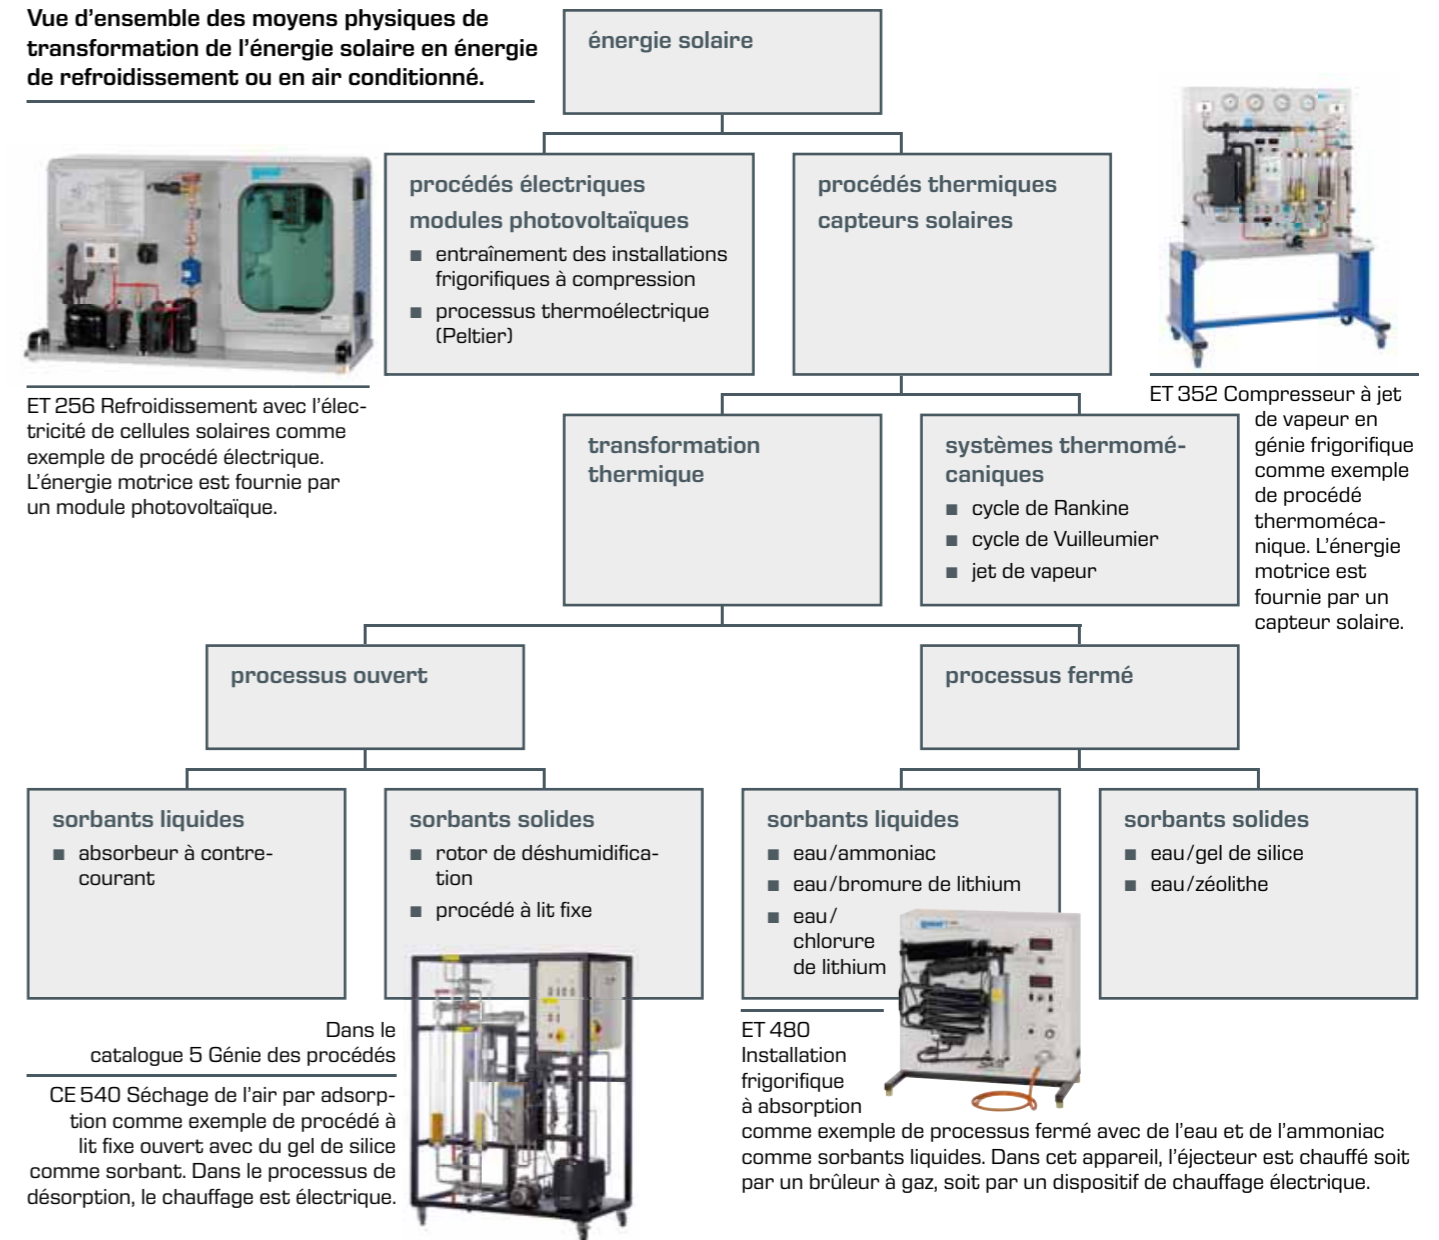 Vue d’ensemble des moyens physiques de
transformation de l’énergie solaire en énergie
de refroidissement ou en air conditionné.
énergie solaire
procédés électriques
modules photovoltaïques
■ entraînement des installations
frigorifiques à compression
■ processus thermoélectrique
(Peltier)
procédés thermiques
capteurs solaires
ET 256 Refroidissement avec l’élec-
tricité de cellules solaires comme
exemple de procédé électrique.
L’énergie motrice est fournie par
un module photovoltaïque.
transformation
thermique
systèmes thermomé-
caniques
■ cycle de Rankine
■ cycle de Vuilleumier
■ jet de vapeur
ET 352 Compresseur à jet
de vapeur en
génie frigorifique
comme exemple
de procédé
thermoméca-
nique. L’énergie
motrice est
fournie par un
capteur solaire.
processus ouvert
processus fermé
sorbants liquides
■ absorbeur à contre-
courant
sorbants solides
■ rotor de déshumidifica-
tion
■ procédé à lit fixe
sorbants liquides
■ eau/ammoniac
■ eau/bromure de lithium
■ eau/
chlorure
de lithium
sorbants solides
■ eau/gel de silice
■ eau/zéolithe
Dans le
catalogue 5 Génie des procédés
CE 540 Séchage de l’air par adsorp-
tion comme exemple de procédé à
lit fixe ouvert avec du gel de silice
comme sorbant. Dans le processus de
désorption, le chauffage est électrique.
ET 480
Installation
frigorifique
à absorption
comme exemple de processus fermé avec de l’eau et de l’ammoniac
comme sorbants liquides. Dans cet appareil, l’éjecteur est chauffé soit
par un brûleur à gaz, soit par un dispositif de chauffage électrique.